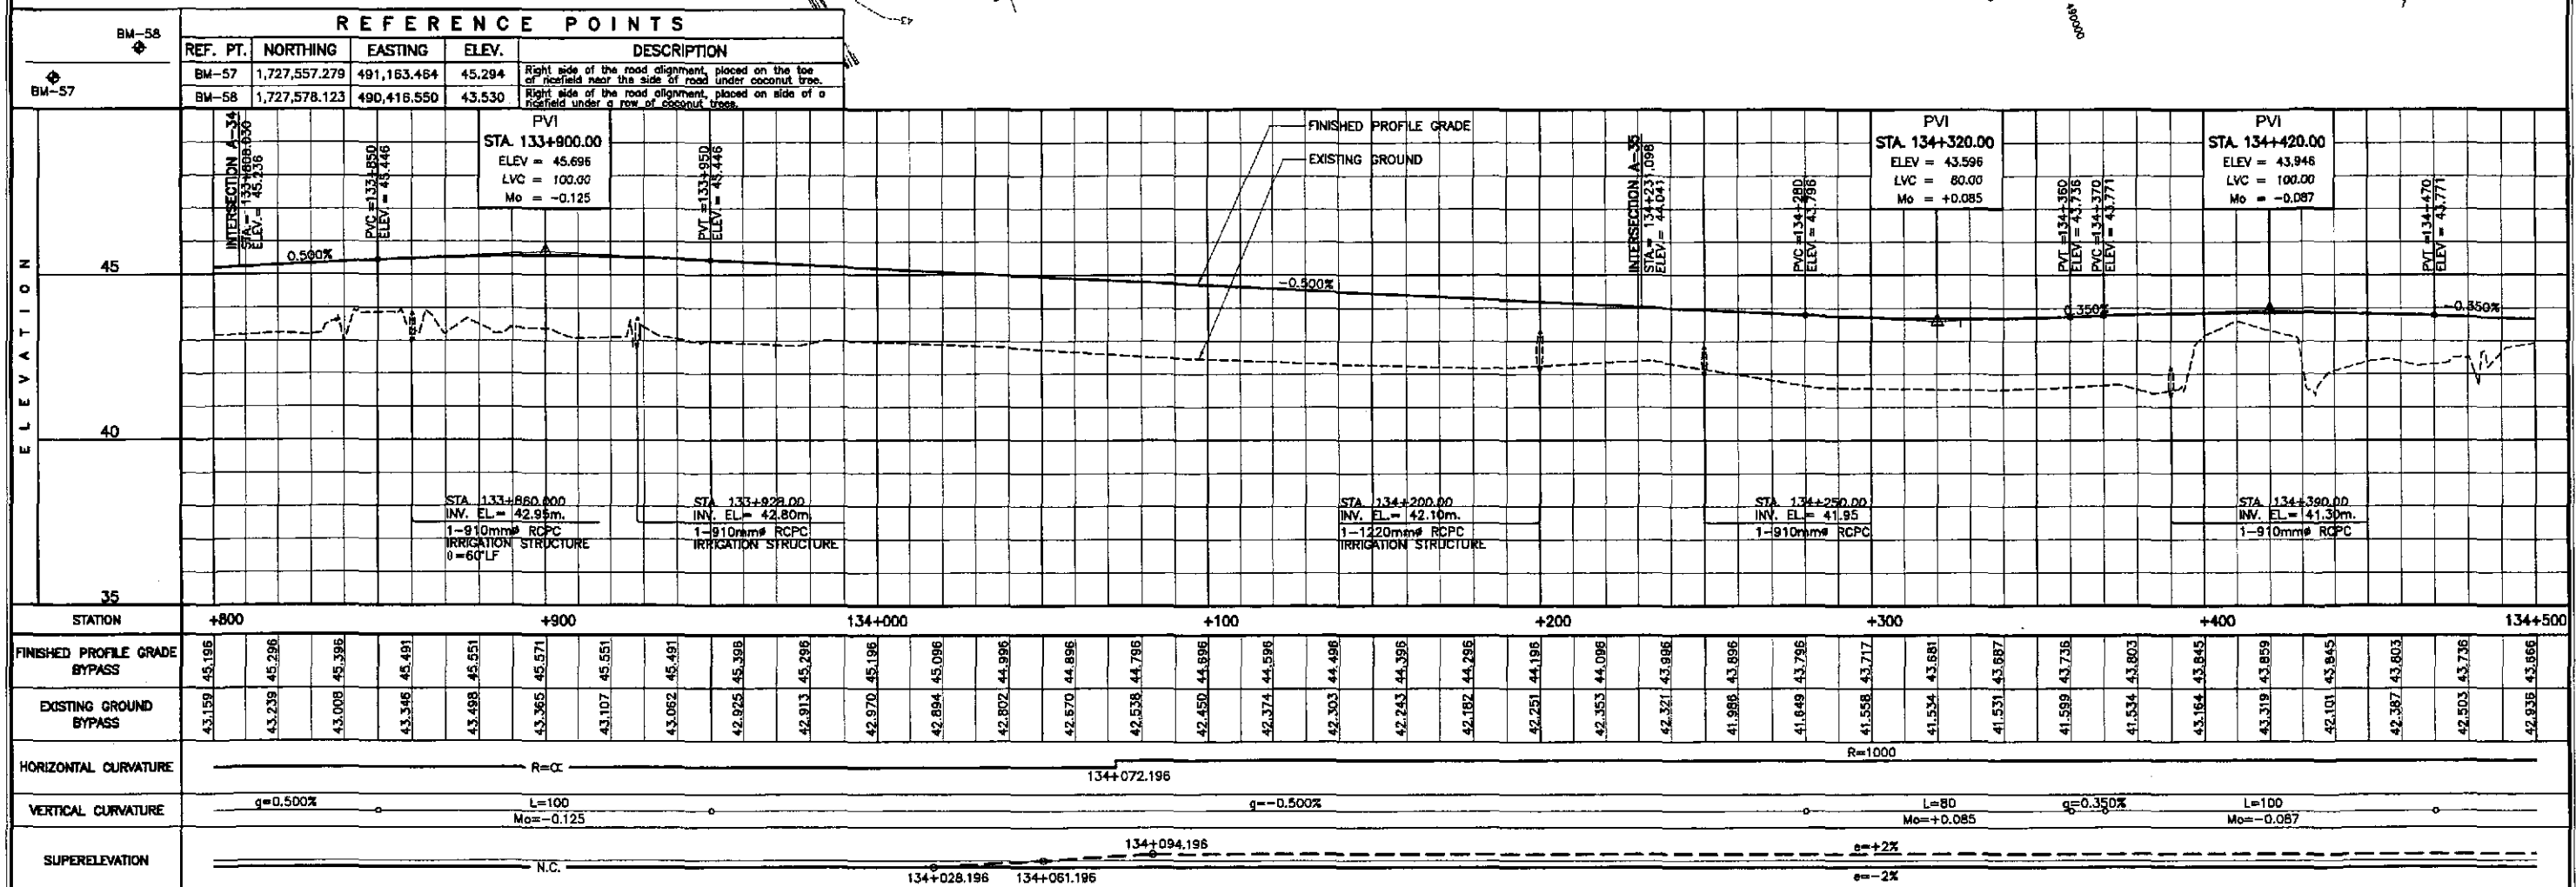 BM-58
BM-57
REFERENCE POINTS
REF. PT. NORTHING EASTING ELEV. DESCRIPTION
BM-57 1,727,557.279 491,163.464 45.294 Right side of the road alignment, placed on the toe of ricefield near the side of road under coconut tree.
BM-58 1,727,578.123 490,416.550 43.530 Right side of the road alignment, placed on side of a ricefield under a row of coconut trees.
43
490000
ELEVATION
45
40
35
INTERSECTION A-34
STA.= 133+808.030
ELEV.= 45.236
PVC =133+850
ELEV. = 45.446
PVI
STA. 133+900.00
ELEV = 45.696
LVC = 100.00
Mo = -0.125
PVT =133+950
ELEV. = 45.446
FINISHED PROFILE GRADE
EXISTING GROUND
INTERSECTION A-35
STA.= 134+231.098
ELEV.= 44.041
PVC =134+280
ELEV. = 43.796
PVI
STA. 134+320.00
ELEV = 43.596
LVC = 80.00
Mo = +0.085
PVT =134+360
ELEV = 43.736
PVC =134+370
ELEV. = 43.771
PVI
STA. 134+420.00
ELEV = 43.946
LVC = 100.00
Mo = -0.087
PVT =134+470
ELEV = 43.771
0.500%
-0.500%
0.350%
-0.350%
STA. 133+860.000
INV. EL.= 42.95m.
1-910mmø RCPC
IRRIGATION STRUCTURE
θ=60°LF
STA. 133+928.00
INV. EL.= 42.80m.
1-910mmø RCPC
IRRIGATION STRUCTURE
STA. 134+200.00
INV. EL.= 42.10m.
1-1220mmø RCPC
IRRIGATION STRUCTURE
STA. 134+250.00
INV. EL.= 41.95
1-910mmø RCPC
STA. 134+390.00
INV. EL.= 41.30m.
1-910mmø RCPC
STATION +800 +900 134+000 +100 +200 +300 +400 134+500
FINISHED PROFILE GRADE BYPASS 45.196 45.296 45.396 45.491 45.551 45.571 45.551 45.491 45.396 45.296 45.196 45.096 44.996 44.896 44.796 44.696 44.596 44.496 44.396 44.296 44.196 44.096 43.996 43.896 43.796 43.717 43.681 43.687 43.736 43.803 43.845 43.859 43.845 43.803 43.736 43.666
EXISTING GROUND BYPASS 43.159 43.239 43.008 43.346 43.498 43.365 43.107 43.062 42.925 42.913 42.970 42.894 42.802 42.670 42.538 42.450 42.374 42.303 42.243 42.182 42.251 42.353 42.321 41.986 41.649 41.558 41.534 41.531 41.599 41.534 43.164 43.319 42.101 42.387 42.503 42.936
HORIZONTAL CURVATURE R=∝ 134+072.196 R=1000
VERTICAL CURVATURE g=0.500% L=100 g=-0.500% L=80 g=0.350% L=100
Mo=-0.125 Mo=+0.085 Mo=-0.087
SUPERELEVATION N.C. 134+028.196 134+061.196 134+094.196 e=+2%
e=-2%